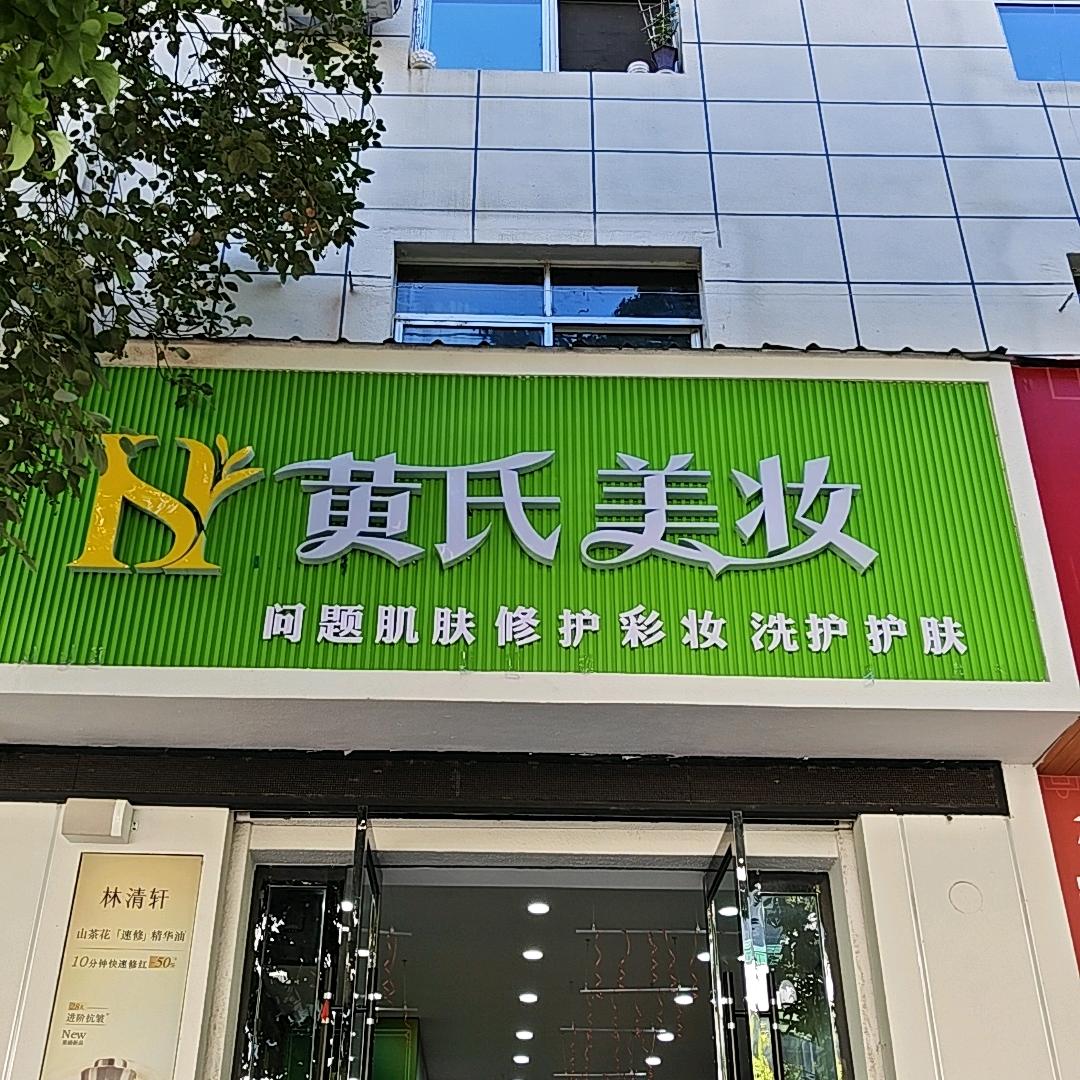 黄氏美妆
问题肌肤 修护彩妆 洗护护肤
林清轩
山茶花「速修」精华油
10分钟快速修红
50
进阶抗皱
New